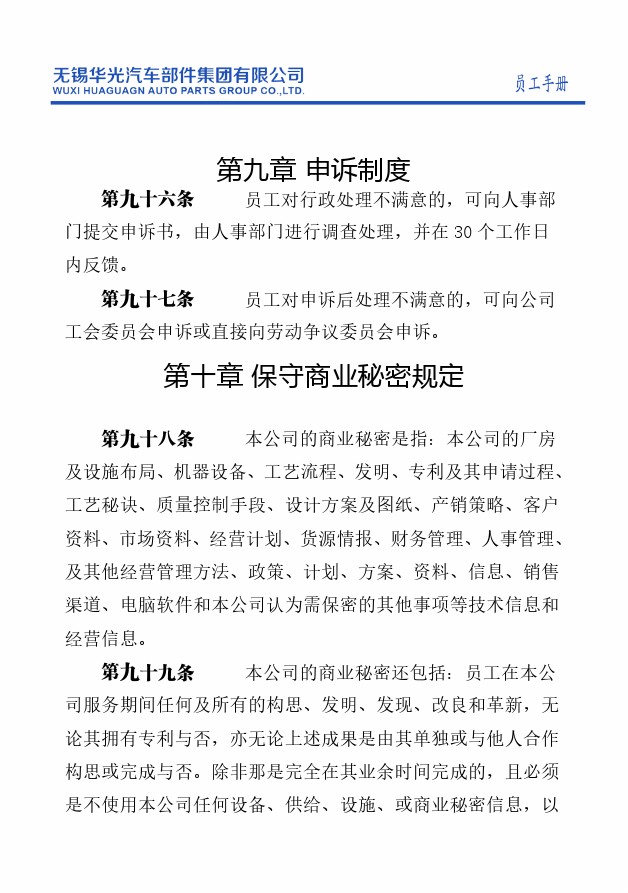 无锡华光汽车部件集团有限公司
WUXI HUAGUAGN AUTO PARTS GROUP CO.,LTD.
员工手册
第九章 申诉制度
第九十六条 员工对行政处理不满意的，可向人事部
门提交申诉书，由人事部门进行调查处理，并在 30 个工作日
内反馈。
第九十七条 员工对申诉后处理不满意的，可向公司
工会委员会申诉或直接向劳动争议委员会申诉。
第十章 保守商业秘密规定
第九十八条 本公司的商业秘密是指：本公司的厂房
及设施布局、机器设备、工艺流程、发明、专利及其申请过程、
工艺秘诀、质量控制手段、设计方案及图纸、产销策略、客户
资料、市场资料、经营计划、货源情报、财务管理、人事管理、
及其他经营管理方法、政策、计划、方案、资料、信息、销售
渠道、电脑软件和本公司认为需保密的其他事项等技术信息和
经营信息。
第九十九条 本公司的商业秘密还包括：员工在本公
司服务期间任何及所有的构思、发明、发现、改良和革新，无
论其拥有专利与否，亦无论上述成果是由其单独或与他人合作
构思或完成与否。除非那是完全在其业余时间完成的，且必须
是不使用本公司任何设备、供给、设施、或商业秘密信息，以